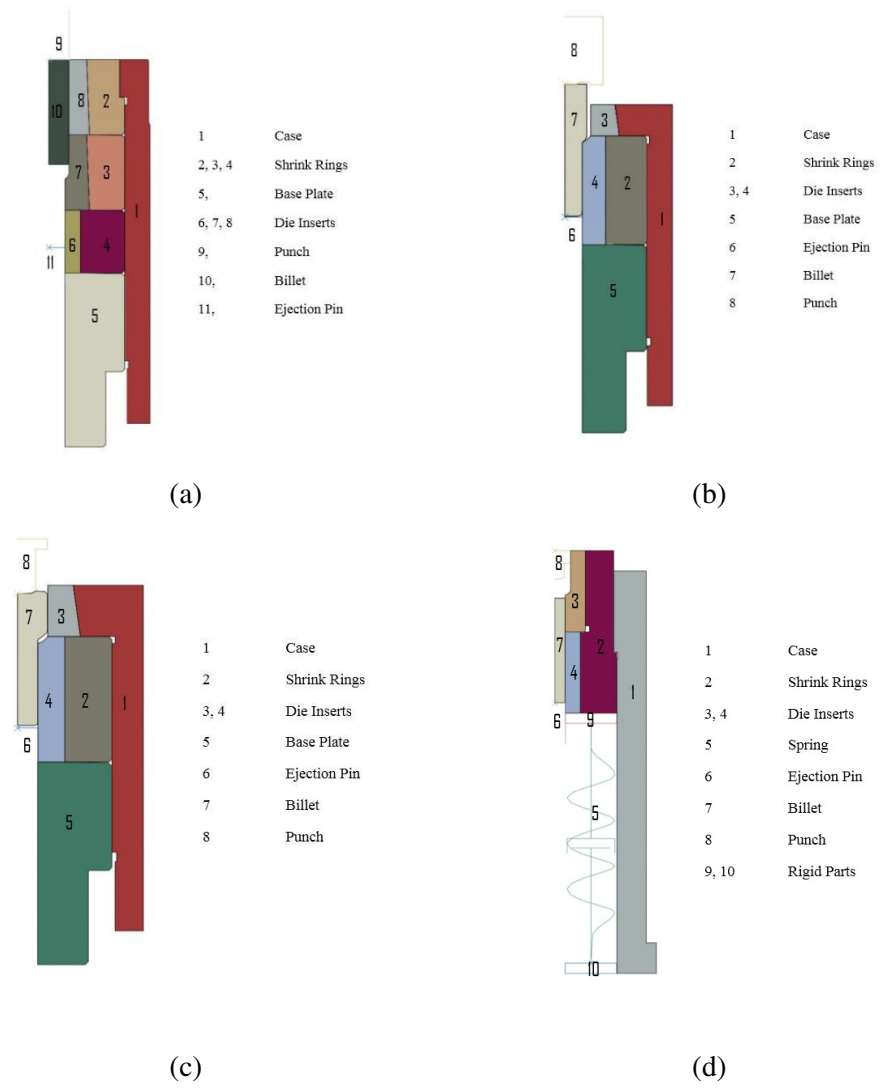 9
10
8
2
7
3
1
6
4
11
5
1 Case
2, 3, 4 Shrink Rings
5, Base Plate
6, 7, 8 Die Inserts
9, Punch
10, Billet
11, Ejection Pin
(a)
8
7
3
4
2
1
6
5
1 Case
2 Shrink Rings
3, 4 Die Inserts
5 Base Plate
6 Ejection Pin
7 Billet
8 Punch
(b)
8
7
3
4
2
1
6
5
1 Case
2 Shrink Rings
3, 4 Die Inserts
5 Base Plate
6 Ejection Pin
7 Billet
8 Punch
(c)
8
3
7
2
4
1
6
9
5
10
1 Case
2 Shrink Rings
3, 4 Die Inserts
5 Spring
6 Ejection Pin
7 Billet
8 Punch
9, 10 Rigid Parts
(d)